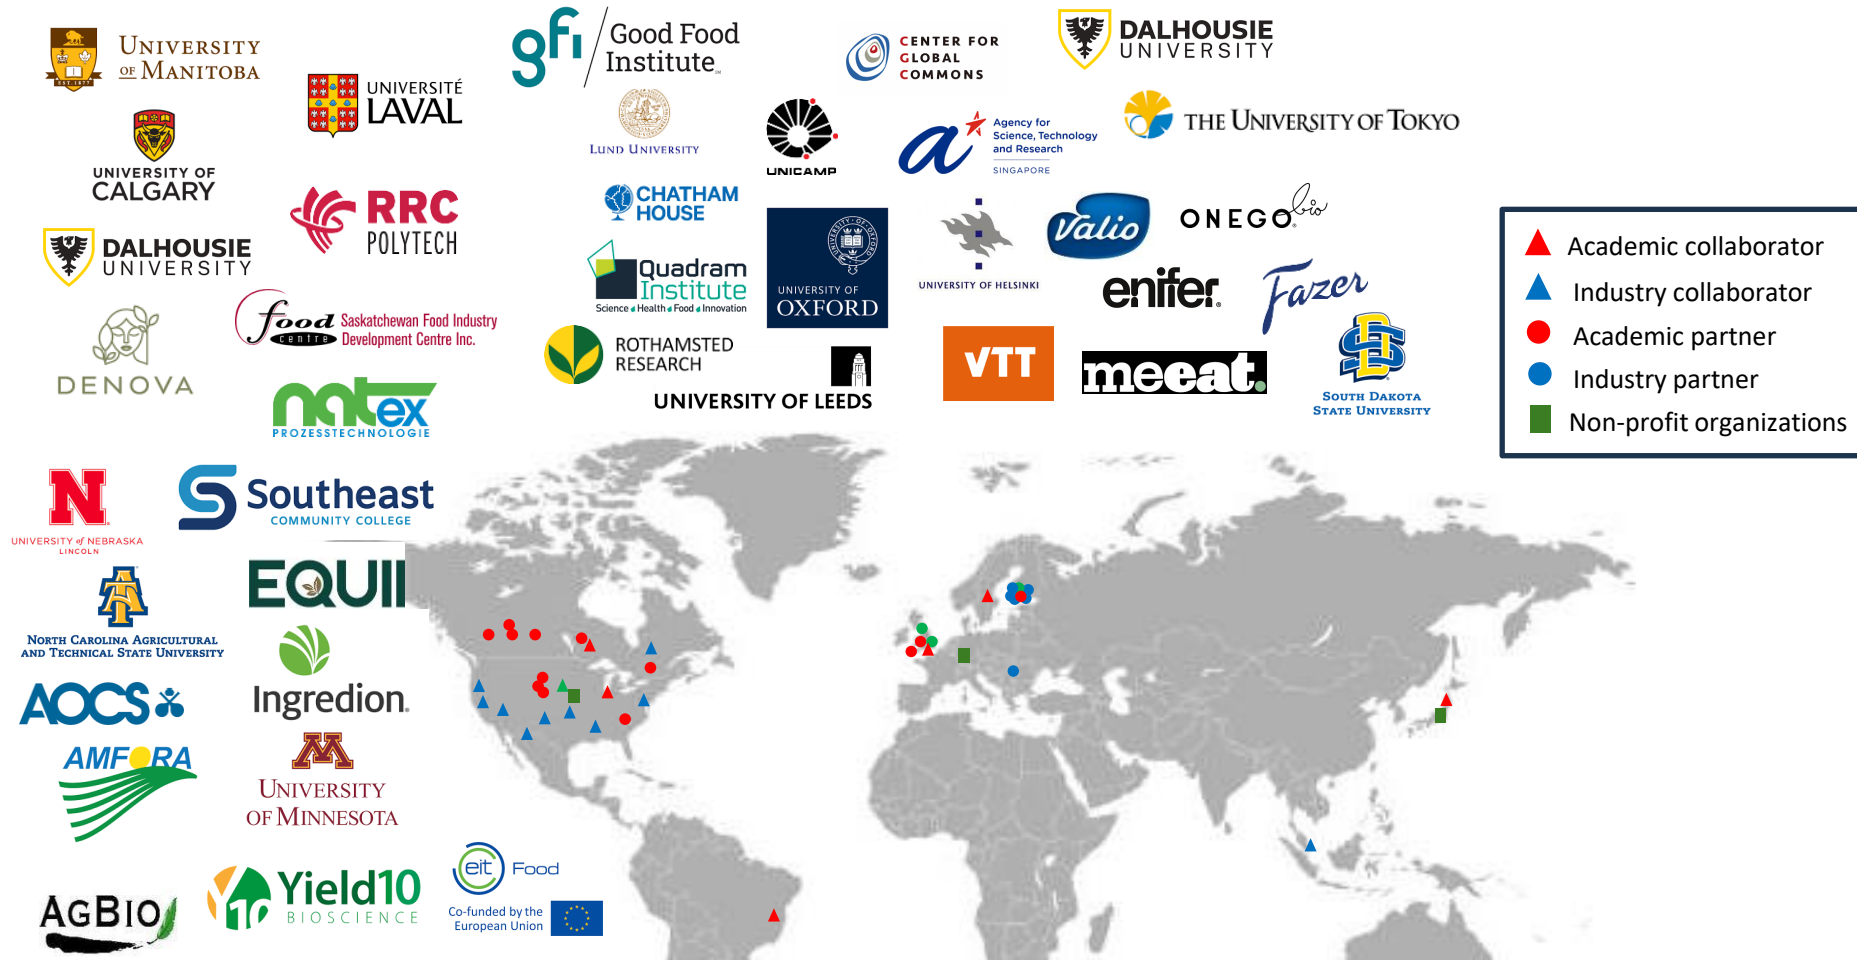 UNIVERSITY
OF MANITOBA
EST. 1877
UNIVERSITÉ
LAVAL
gfi
Good Food
Institute
SM
CENTER FOR
GLOBAL
COMMONS
DALHOUSIE
UNIVERSITY
UNIVERSITY OF
CALGARY
LUND UNIVERSITY
UNICAMP
a
Agency for
Science, Technology
and Research
SINGAPORE
THE UNIVERSITY OF TOKYO
RRC
POLYTECH
CHATHAM
HOUSE
DALHOUSIE
UNIVERSITY
Quadram
Institute
Science Health Food Innovation
UNIVERSITY OF
OXFORD
UNIVERSITY OF HELSINKI
Valio
ONEGO bio
enifer
Fazer
Academic collaborator
Industry collaborator
Academic partner
Industry partner
Non-profit organizations
DENOVA
food
centre
Saskatchewan Food Industry
Development Centre Inc.
ROTHAMSTED
RESEARCH
UNIVERSITY OF LEEDS
VTT
meeat.
SD
SOUTH DAKOTA
STATE UNIVERSITY
natex
PROZESSTECHNOLOGIE
N
UNIVERSITY of NEBRASKA
LINCOLN
S
Southeast
COMMUNITY COLLEGE
A&T
NORTH CAROLINA AGRICULTURAL
AND TECHNICAL STATE UNIVERSITY
EQUII
Ingredion
AOCS
AMFORA
M
UNIVERSITY
OF MINNESOTA
AGBIO
Y10
Yield10
BIOSCIENCE
eit Food
Co-funded by the
European Union